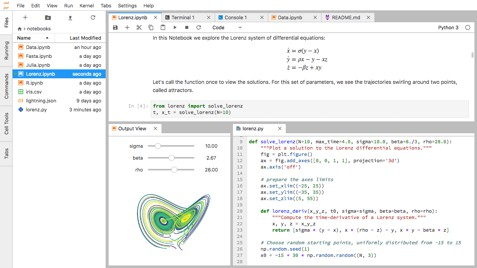 File Edit View Run Kernel Tabs Settings Help
Files
Running
Commands
Cell Tools
Tabs
notebooks
Name Last Modified
Data.ipynb an hour ago
Fasta.ipynb a day ago
Julia.ipynb a day ago
Lorenz.ipynb seconds ago
R.ipynb a day ago
iris.csv a day ago
lightning.json 9 days ago
lorenz.py 3 minutes ago
Lorenz.ipynb Terminal 1 Console 1 Data.ipynb README.md
Code Python 3
In this Notebook we explore the Lorenz system of differential equations:
ẋ = σ(y − x)
ẏ = ρx − y − xz
ż = −βz + xy
Let's call the function once to view the solutions. For this set of parameters, we see the trajectories swirling around two points,
called attractors.
In [4]: from lorenz import solve_lorenz
t, x_t = solve_lorenz(N=10)
Output View
sigma 10.00
beta 2.67
rho 28.00
lorenz.py
9 def solve_lorenz(N=10, max_time=4.0, sigma=10.0, beta=8./3, rho=28.0):
10 """Plot a solution to the Lorenz differential equations."""
11 fig = plt.figure()
12 ax = fig.add_axes([0, 0, 1, 1], projection='3d')
13 ax.axis('off')
14
15 # prepare the axes limits
16 ax.set_xlim((-25, 25))
17 ax.set_ylim((-35, 35))
18 ax.set_zlim((5, 55))
19
20 def lorenz_deriv(x_y_z, t0, sigma=sigma, beta=beta, rho=rho):
21 """Compute the time-derivative of a Lorenz system."""
22 x, y, z = x_y_z
23 return [sigma * (y - x), x * (rho - z) - y, x * y - beta * z]
24
25 # Choose random starting points, uniformly distributed from -15 to 15
26 np.random.seed(1)
27 x0 = -15 + 30 * np.random.random((N, 3))
28